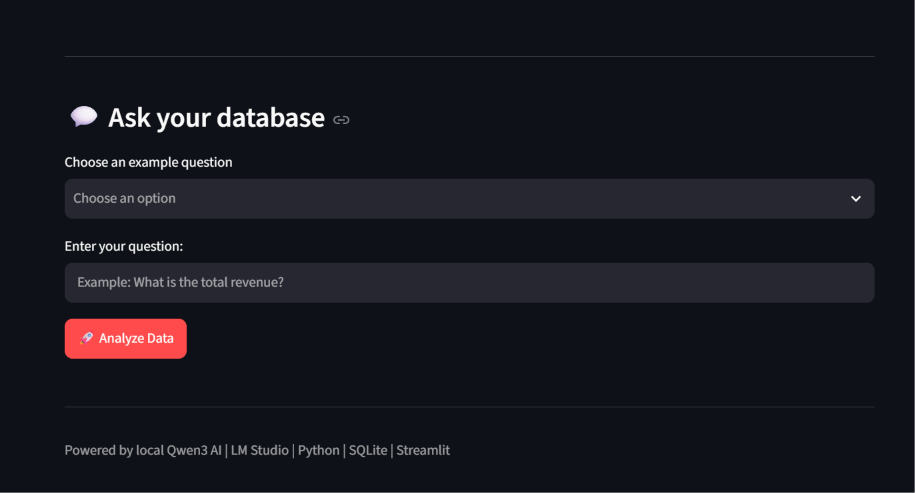 Ask your database
Choose an example question
Choose an option
Enter your question:
Example: What is the total revenue?
Analyze Data
Powered by local Qwen3 AI | LM Studio | Python | SQLite | Streamlit